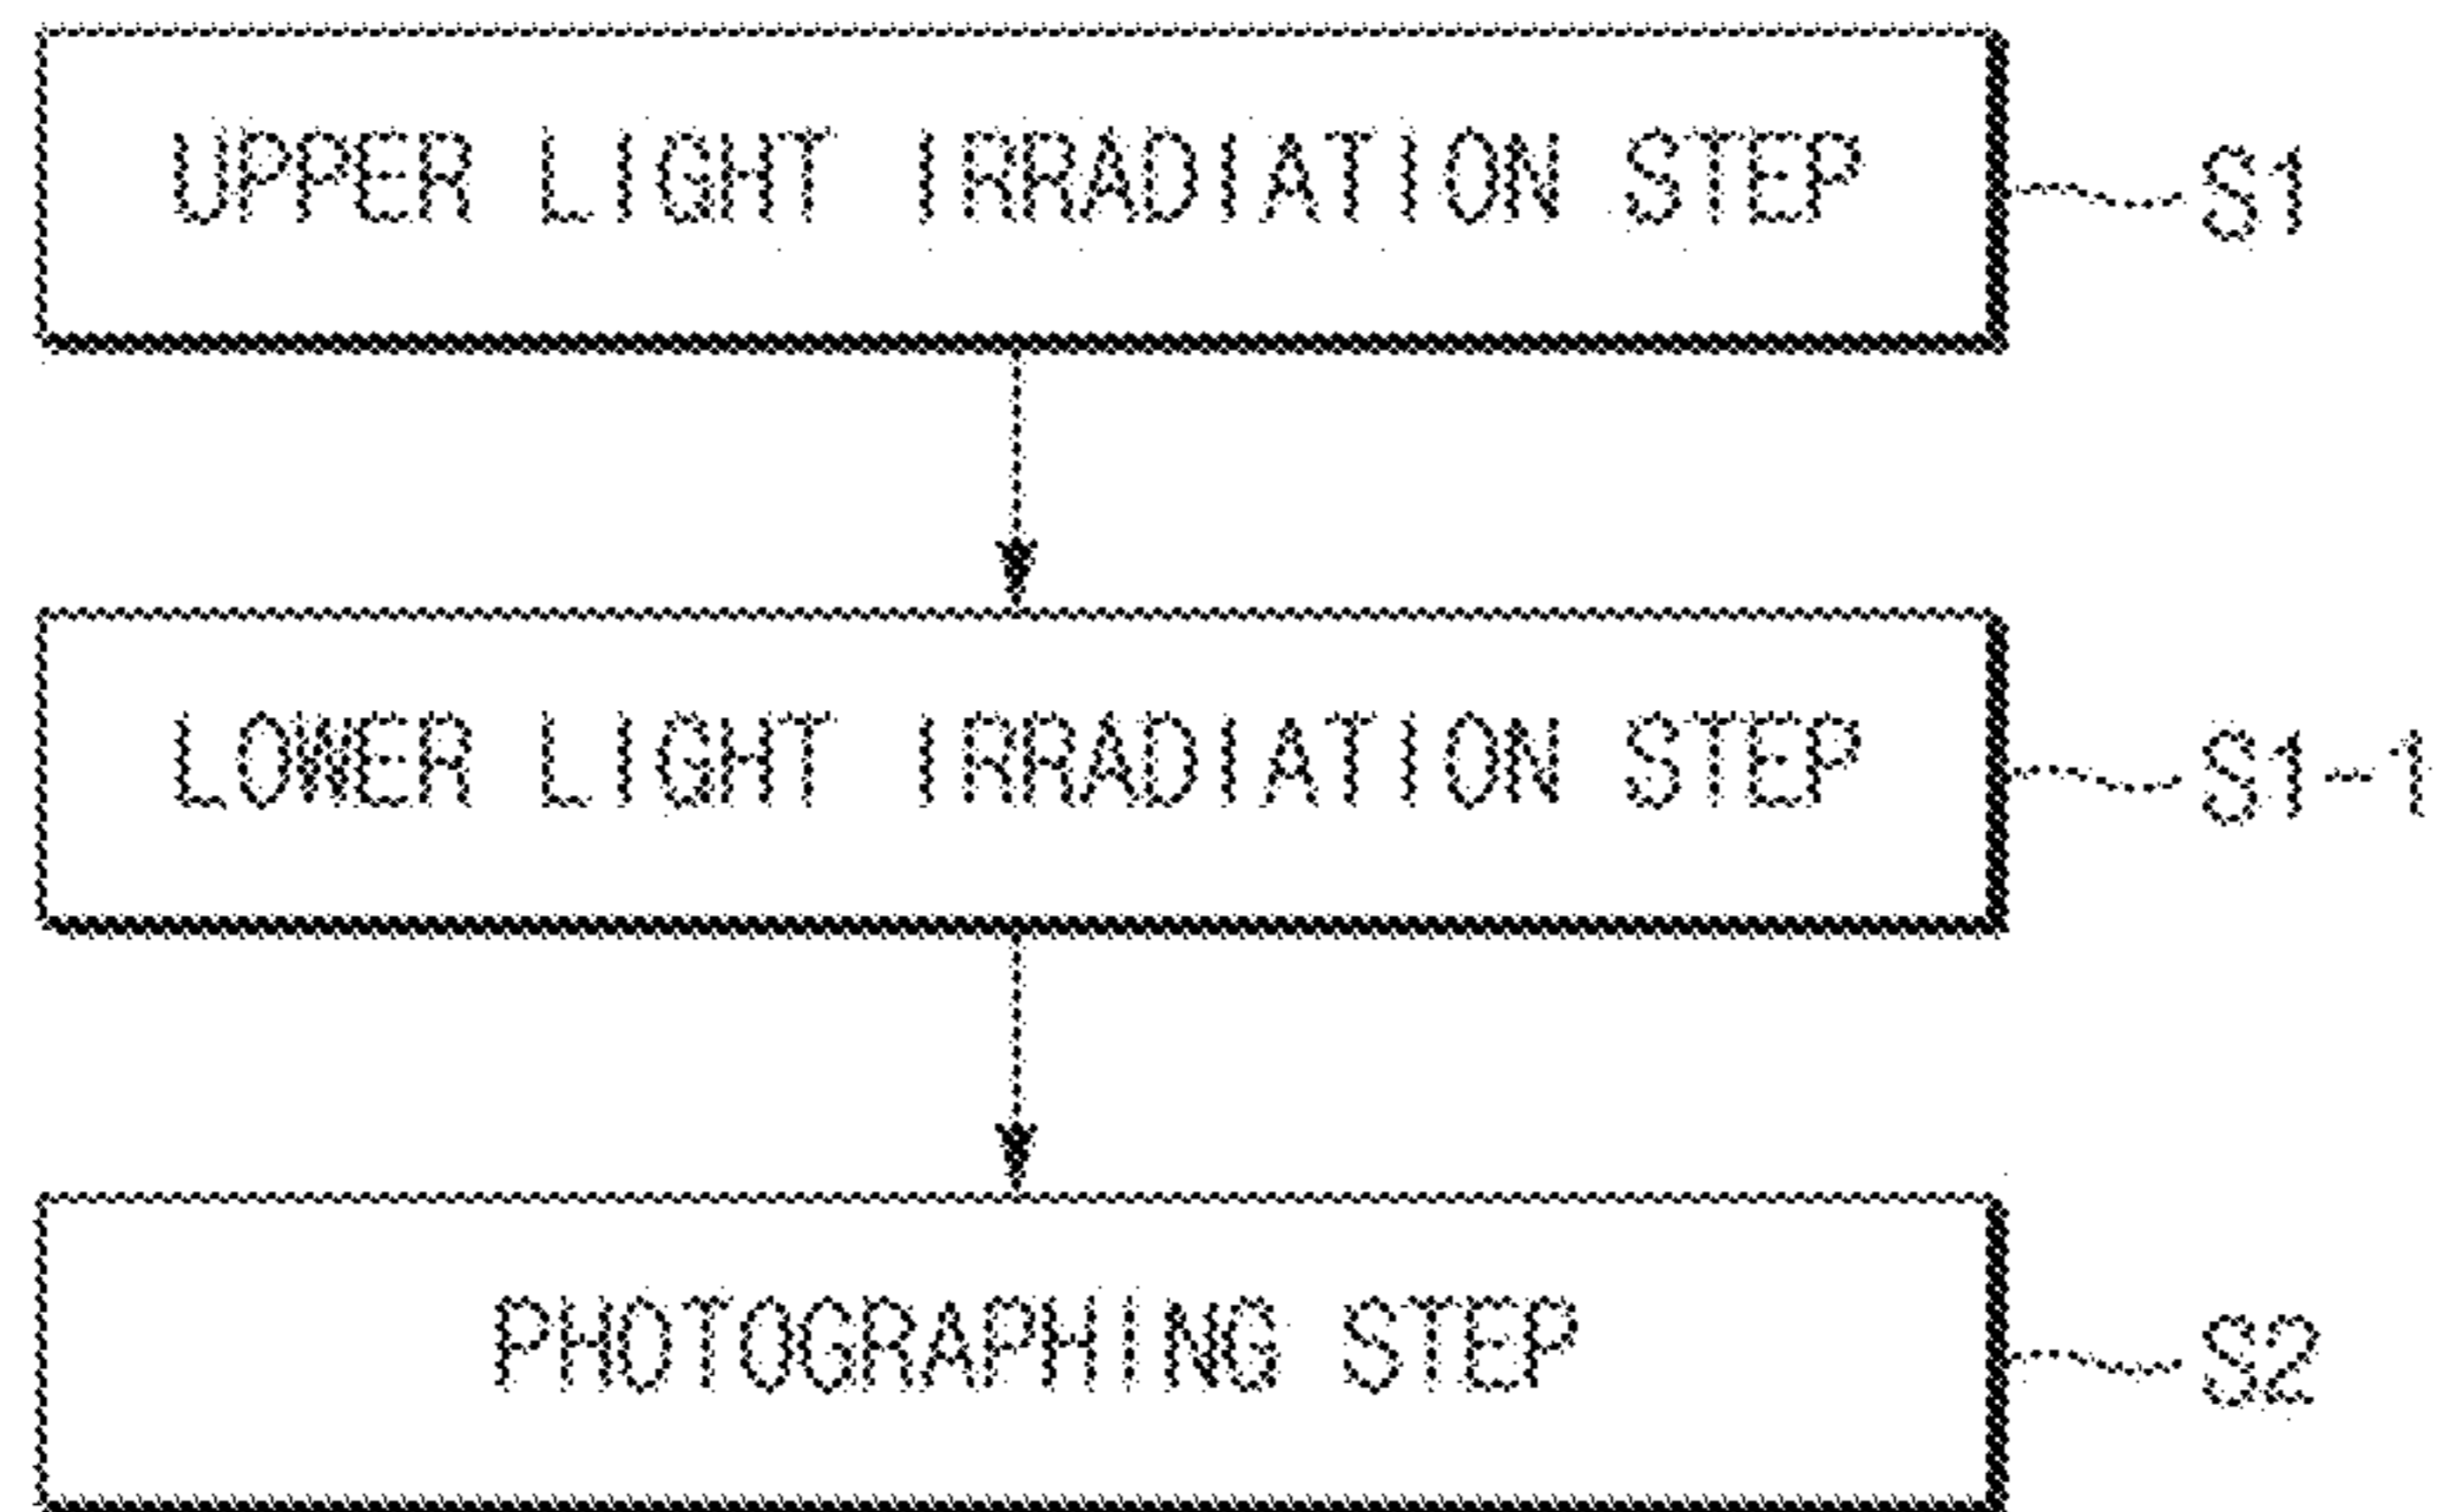 UPPER LIGHT IRRADIATION STEP S1
LOWER LIGHT IRRADIATION STEP S1-1
PHOTOGRAPHING STEP S2